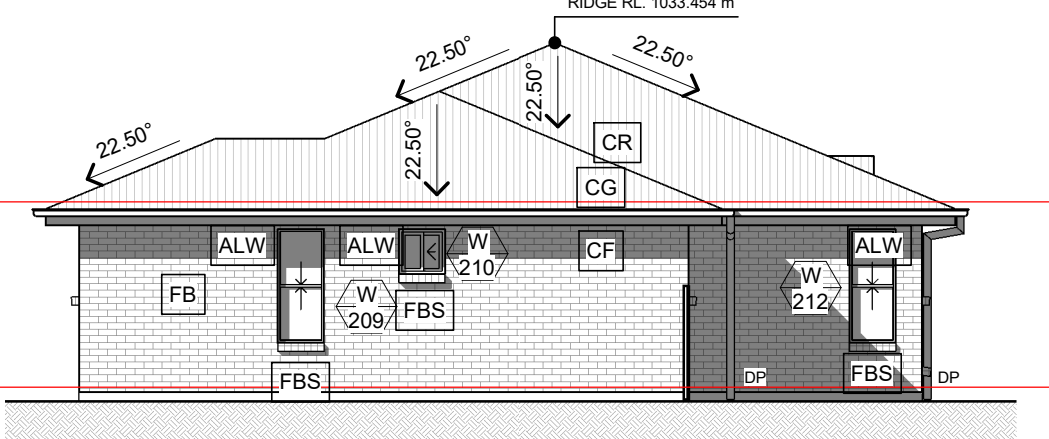 RIDGE RL. 1033.454 m
22.50°
22.50°
22.50°
22.50°
22.50°
CR
CG
ALW
ALW
W
210
CF
ALW
FB
W
209
FBS
W
212
FBS
DP
FBS
DP